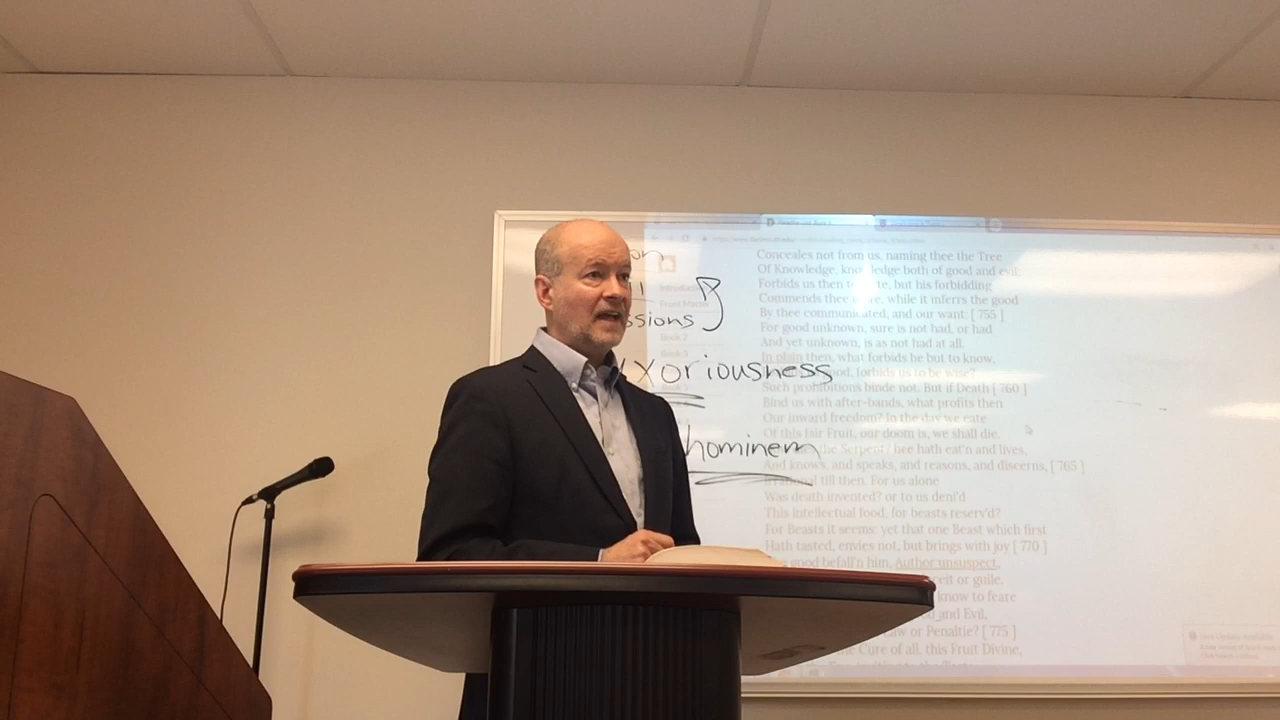 on
ssions
xoriousness
hominem
Book 2
Conceales not from us, naming thee the Tree
Of Knowledge, knowledge both of good and evil;
Forbids us then to taste, but his forbidding
Commends thee more, while it inferrs the good
By thee communicated, and our want: [ 755 ]
For good unknown, sure is not had, or had
And yet unknown, is as not had at all.
In plain then, what forbids he but to know,
good, forbids us to be wise?
Such prohibitions binde not. But if Death [ 760 ]
Bind us with after-bands, what profits then
Our inward freedom? In the day we eate
Of this fair Fruit, our doom is, we shall die.
the Serpent? hee hath eat'n and lives,
And knows, and speaks, and reasons, and discerns, [ 765 ]
Irrational till then. For us alone
Was death invented? or to us deni'd
This intellectual food, for beasts reserv'd?
For Beasts it seems: yet that one Beast which first
Hath tasted, envies not, but brings with joy [ 770 ]
good befall'n him, Author unsuspect,
ceit or guile.
know to feare
and Evil,
Law or Penaltie? [ 775 ]
the Cure of all, this Fruit Divine,